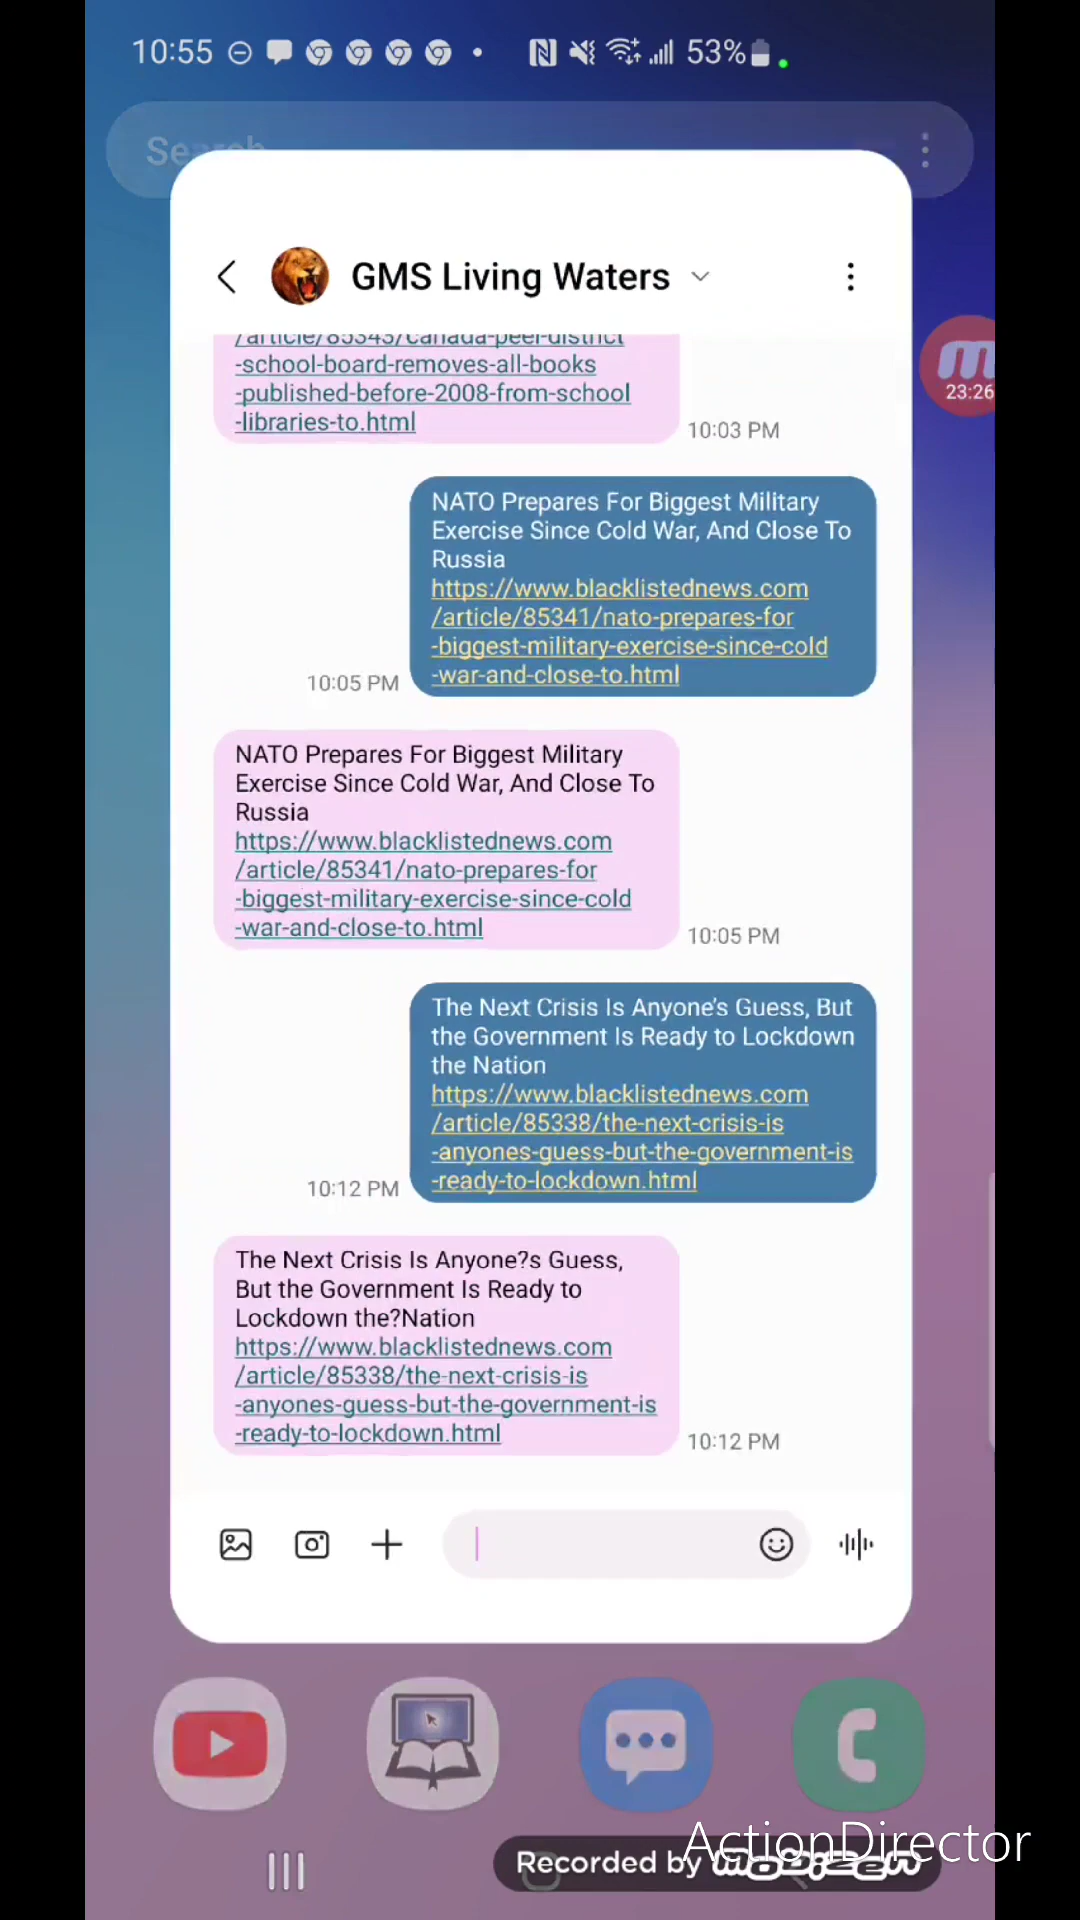 10:55
53%
Search
GMS Living Waters
23:26
/article/85343/canada-peel-district
-school-board-removes-all-books
-published-before-2008-from-school
-libraries-to.html
10:03 PM
NATO Prepares For Biggest Military
Exercise Since Cold War, And Close To
Russia
https://www.blacklistednews.com
/article/85341/nato-prepares-for
-biggest-military-exercise-since-cold
-war-and-close-to.html
10:05 PM
NATO Prepares For Biggest Military
Exercise Since Cold War, And Close To
Russia
https://www.blacklistednews.com
/article/85341/nato-prepares-for
-biggest-military-exercise-since-cold
-war-and-close-to.html
10:05 PM
The Next Crisis Is Anyone’s Guess, But
the Government Is Ready to Lockdown
the Nation
https://www.blacklistednews.com
/article/85338/the-next-crisis-is
-anyones-guess-but-the-government-is
-ready-to-lockdown.html
10:12 PM
The Next Crisis Is Anyone?s Guess,
But the Government Is Ready to
Lockdown the?Nation
https://www.blacklistednews.com
/article/85338/the-next-crisis-is
-anyones-guess-but-the-government-is
-ready-to-lockdown.html
10:12 PM
ActionDirector
Recorded by mobizen